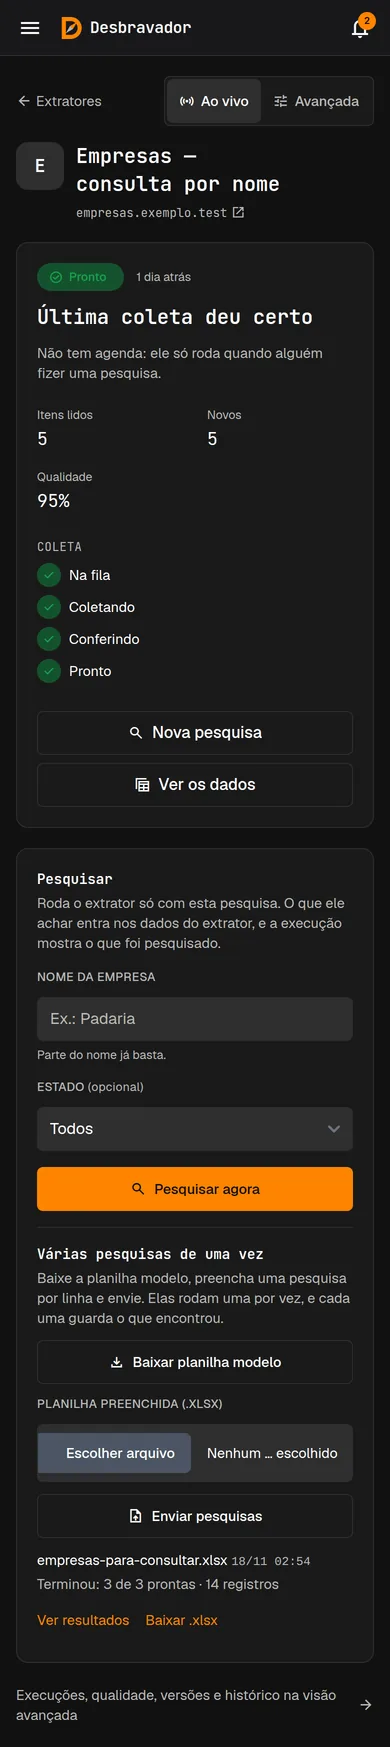 Desbravador
2
Extratores
Ao vivo
Avançada
E
Empresas —
consulta por nome
empresas.exemplo.test
Pronto
1 dia atrás
Última coleta deu certo
Não tem agenda: ele só roda quando alguém
fizer uma pesquisa.
Itens lidos
Novos
5
5
Qualidade
95%
COLETA
Na fila
Coletando
Conferindo
Pronto
Nova pesquisa
Ver os dados
Pesquisar
Roda o extrator só com esta pesquisa. O que ele
achar entra nos dados do extrator, e a execução
mostra o que foi pesquisado.
NOME DA EMPRESA
Ex.: Padaria
Parte do nome já basta.
ESTADO (opcional)
Todos
Pesquisar agora
Várias pesquisas de uma vez
Baixe a planilha modelo, preencha uma pesquisa
por linha e envie. Elas rodam uma por vez, e cada
uma guarda o que encontrou.
Baixar planilha modelo
PLANILHA PREENCHIDA (.XLSX)
Escolher arquivo
Nenhum ... escolhido
Enviar pesquisas
empresas-para-consultar.xlsx 18/11 02:54
Terminou: 3 de 3 prontas · 14 registros
Ver resultados
Baixar .xlsx
Execuções, qualidade, versões e histórico na visão
avançada